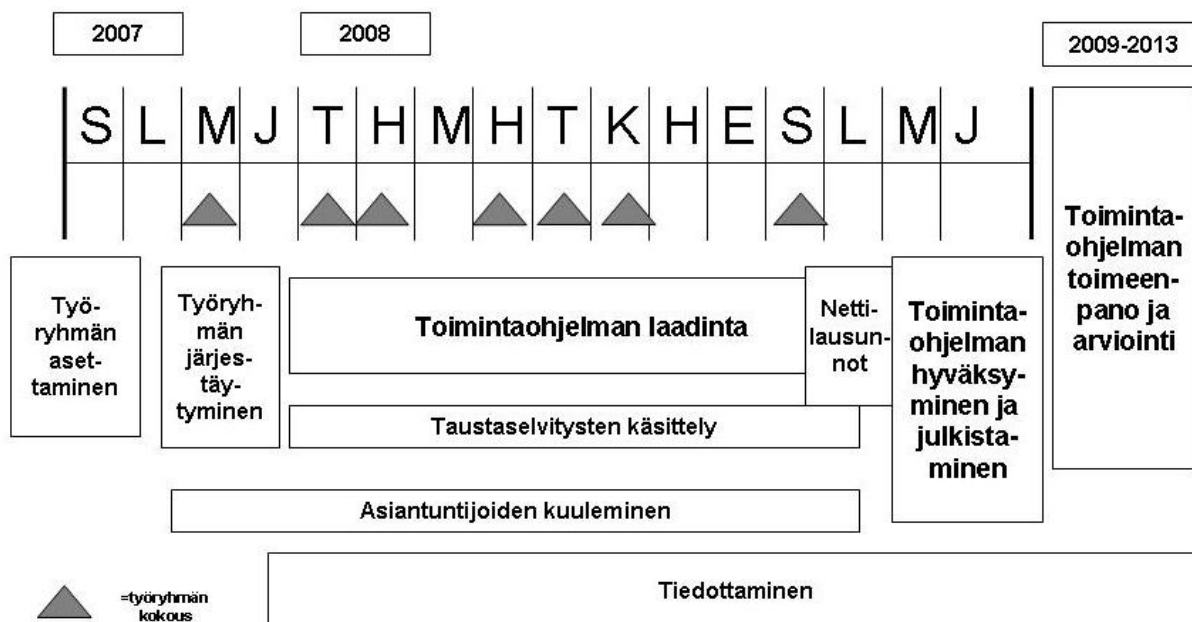 2007
2008
2009-2013
S L M J T H M H T K H E S L M J
Työ-
ryhmän
aset-
taminen
Työryh-
män
järjes-
täy-
tyminen
Toimintaohjelman laadinta
Netti-
lausun-
not
Toiminta-
ohjelman
hyväksy-
minen ja
julkista-
minen
Toiminta-
ohjelman
toimeen-
pano ja
arviointi
Taustaselvitysten käsittely
Asiantuntijoiden kuuleminen
Tiedottaminen
=työryhmän
kokous